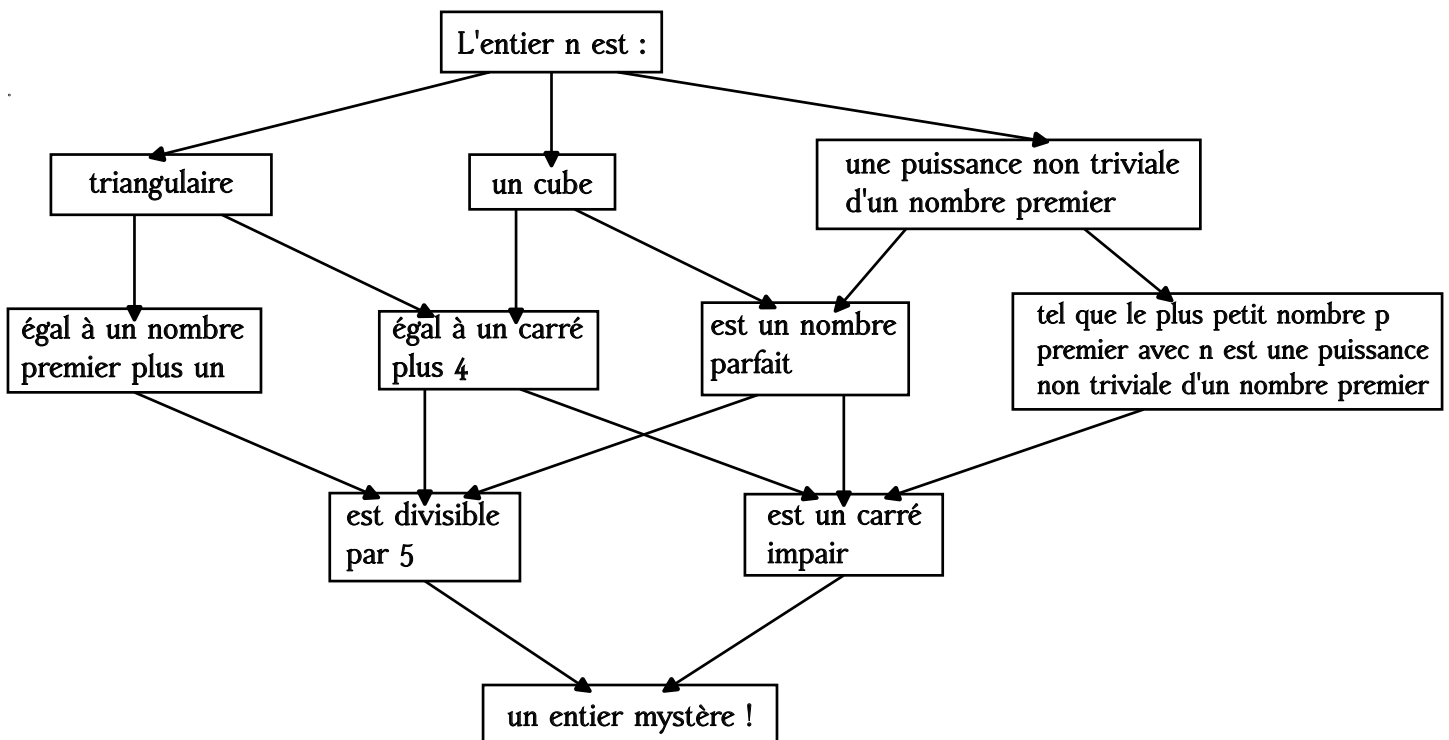 L'entier n est :
triangulaire
un cube
une puissance non triviale
d'un nombre premier
égal à un nombre
premier plus un
égal à un carré
plus 4
est un nombre
parfait
tel que le plus petit nombre p
premier avec n est une puissance
non triviale d'un nombre premier
est divisible
par 5
est un carré
impair
un entier mystère !